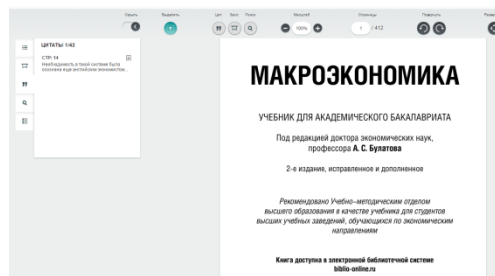 Скрыть
Выделить
Цит
Закл
Поиск
Масштаб
Страницы
Повернуть
100%
1 / 412
ЦИТАТЫ 1/43
СТР. 14
Необходимость в такой системе была
осознана еще английским экономистом...
МАКРОЭКОНОМИКА
УЧЕБНИК ДЛЯ АКАДЕМИЧЕСКОГО БАКАЛАВРИАТА
Под редакцией доктора экономических наук,
профессора А. С. Булатова
2-е издание, исправленное и дополненное
Рекомендовано Учебно-методическим отделом
высшего образования в качестве учебника для студентов
высших учебных заведений, обучающихся по экономическим
направлениям
Книга доступна в электронной библиотечной системе
biblio-online.ru